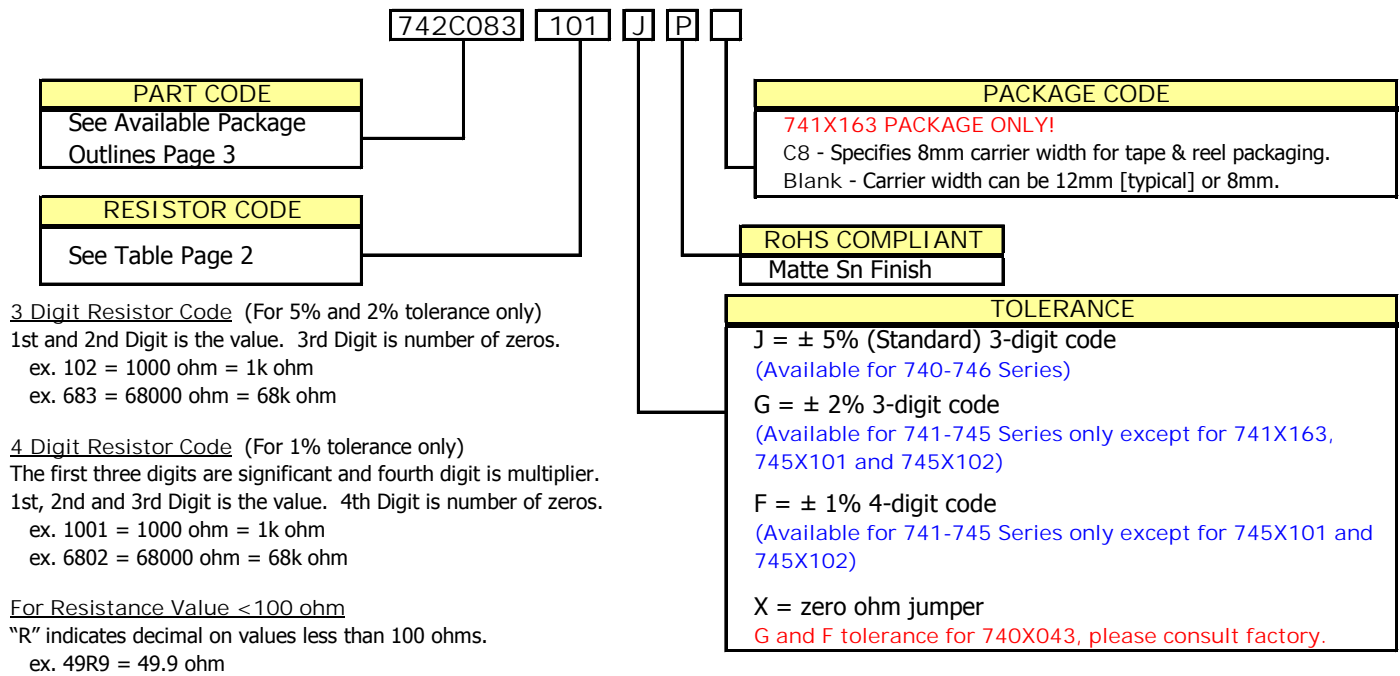 742C083 101 J P
PART CODE
See Available Package
Outlines Page 3
RESISTOR CODE
See Table Page 2
PACKAGE CODE
741X163 PACKAGE ONLY!
C8 - Specifies 8mm carrier width for tape & reel packaging.
Blank - Carrier width can be 12mm [typical] or 8mm.
RoHS COMPLIANT
Matte Sn Finish
3 Digit Resistor Code (For 5% and 2% tolerance only)
1st and 2nd Digit is the value. 3rd Digit is number of zeros.
ex. 102 = 1000 ohm = 1k ohm
ex. 683 = 68000 ohm = 68k ohm
4 Digit Resistor Code (For 1% tolerance only)
The first three digits are significant and fourth digit is multiplier.
1st, 2nd and 3rd Digit is the value. 4th Digit is number of zeros.
ex. 1001 = 1000 ohm = 1k ohm
ex. 6802 = 68000 ohm = 68k ohm
For Resistance Value <100 ohm
“R” indicates decimal on values less than 100 ohms.
ex. 49R9 = 49.9 ohm
TOLERANCE
J = ± 5% (Standard) 3-digit code
(Available for 740-746 Series)
G = ± 2% 3-digit code
(Available for 741-745 Series only except for 741X163,
745X101 and 745X102)
F = ± 1% 4-digit code
(Available for 741-745 Series only except for 745X101 and
745X102)
X = zero ohm jumper
G and F tolerance for 740X043, please consult factory.